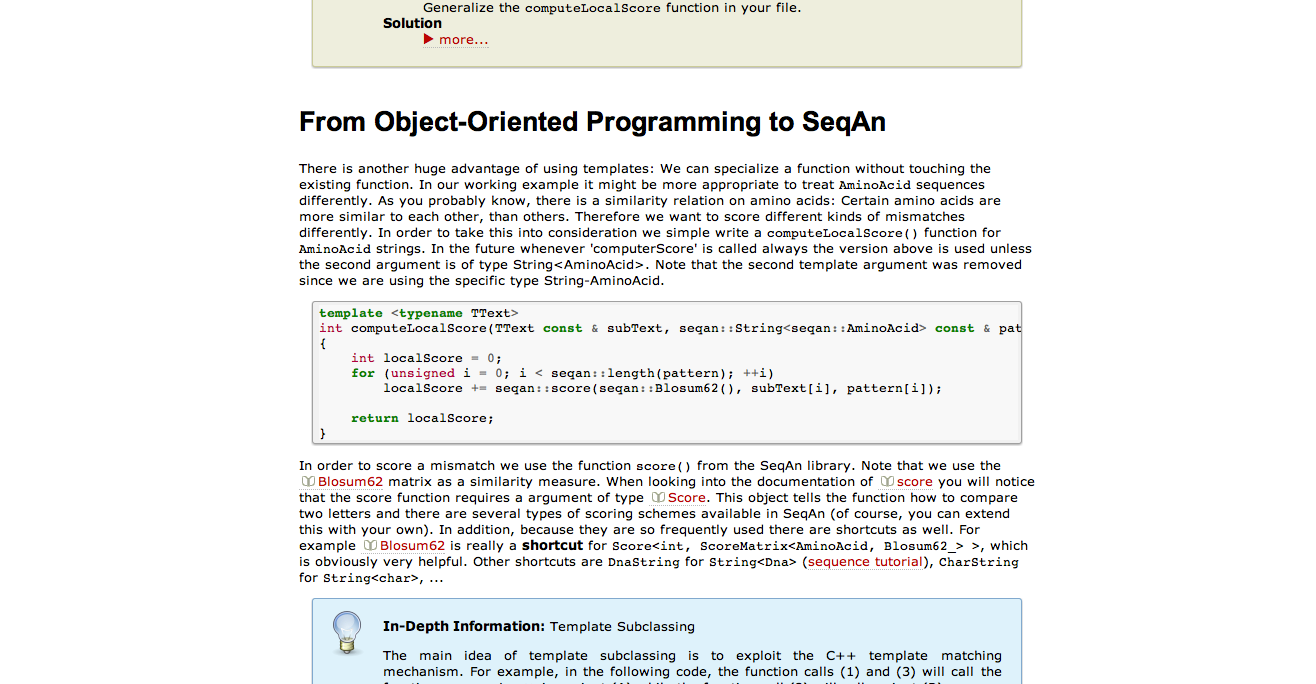 Generalize the computeLocalScore function in your file.
Solution
more...
From Object-Oriented Programming to SeqAn
There is another huge advantage of using templates: We can specialize a function without touching the
existing function. In our working example it might be more appropriate to treat AminoAcid sequences
differently. As you probably know, there is a similarity relation on amino acids: Certain amino acids are
more similar to each other, than others. Therefore we want to score different kinds of mismatches
differently. In order to take this into consideration we simple write a computeLocalScore() function for
AminoAcid strings. In the future whenever 'computerScore' is called always the version above is used unless
the second argument is of type String<AminoAcid>. Note that the second template argument was removed
since we are using the specific type String-AminoAcid.
template <typename TText>
int computeLocalScore(TText const & subText, seqan::String<seqan::AminoAcid> const & pat
{
    int localScore = 0;
    for (unsigned i = 0; i < seqan::length(pattern); ++i)
        localScore += seqan::score(seqan::Blosum62(), subText[i], pattern[i]);
    return localScore;
}
In order to score a mismatch we use the function score() from the SeqAn library. Note that we use the
Blosum62 matrix as a similarity measure. When looking into the documentation of score you will notice
that the score function requires a argument of type Score. This object tells the function how to compare
two letters and there are several types of scoring schemes available in SeqAn (of course, you can extend
this with your own). In addition, because they are so frequently used there are shortcuts as well. For
example Blosum62 is really a shortcut for Score<int, ScoreMatrix<AminoAcid, Blosum62_> >, which
is obviously very helpful. Other shortcuts are DnaString for String<Dna> (sequence tutorial), CharString
for String<char>, ...
In-Depth Information: Template Subclassing
The main idea of template subclassing is to exploit the C++ template matching
mechanism. For example, in the following code, the function calls (1) and (3) will call the